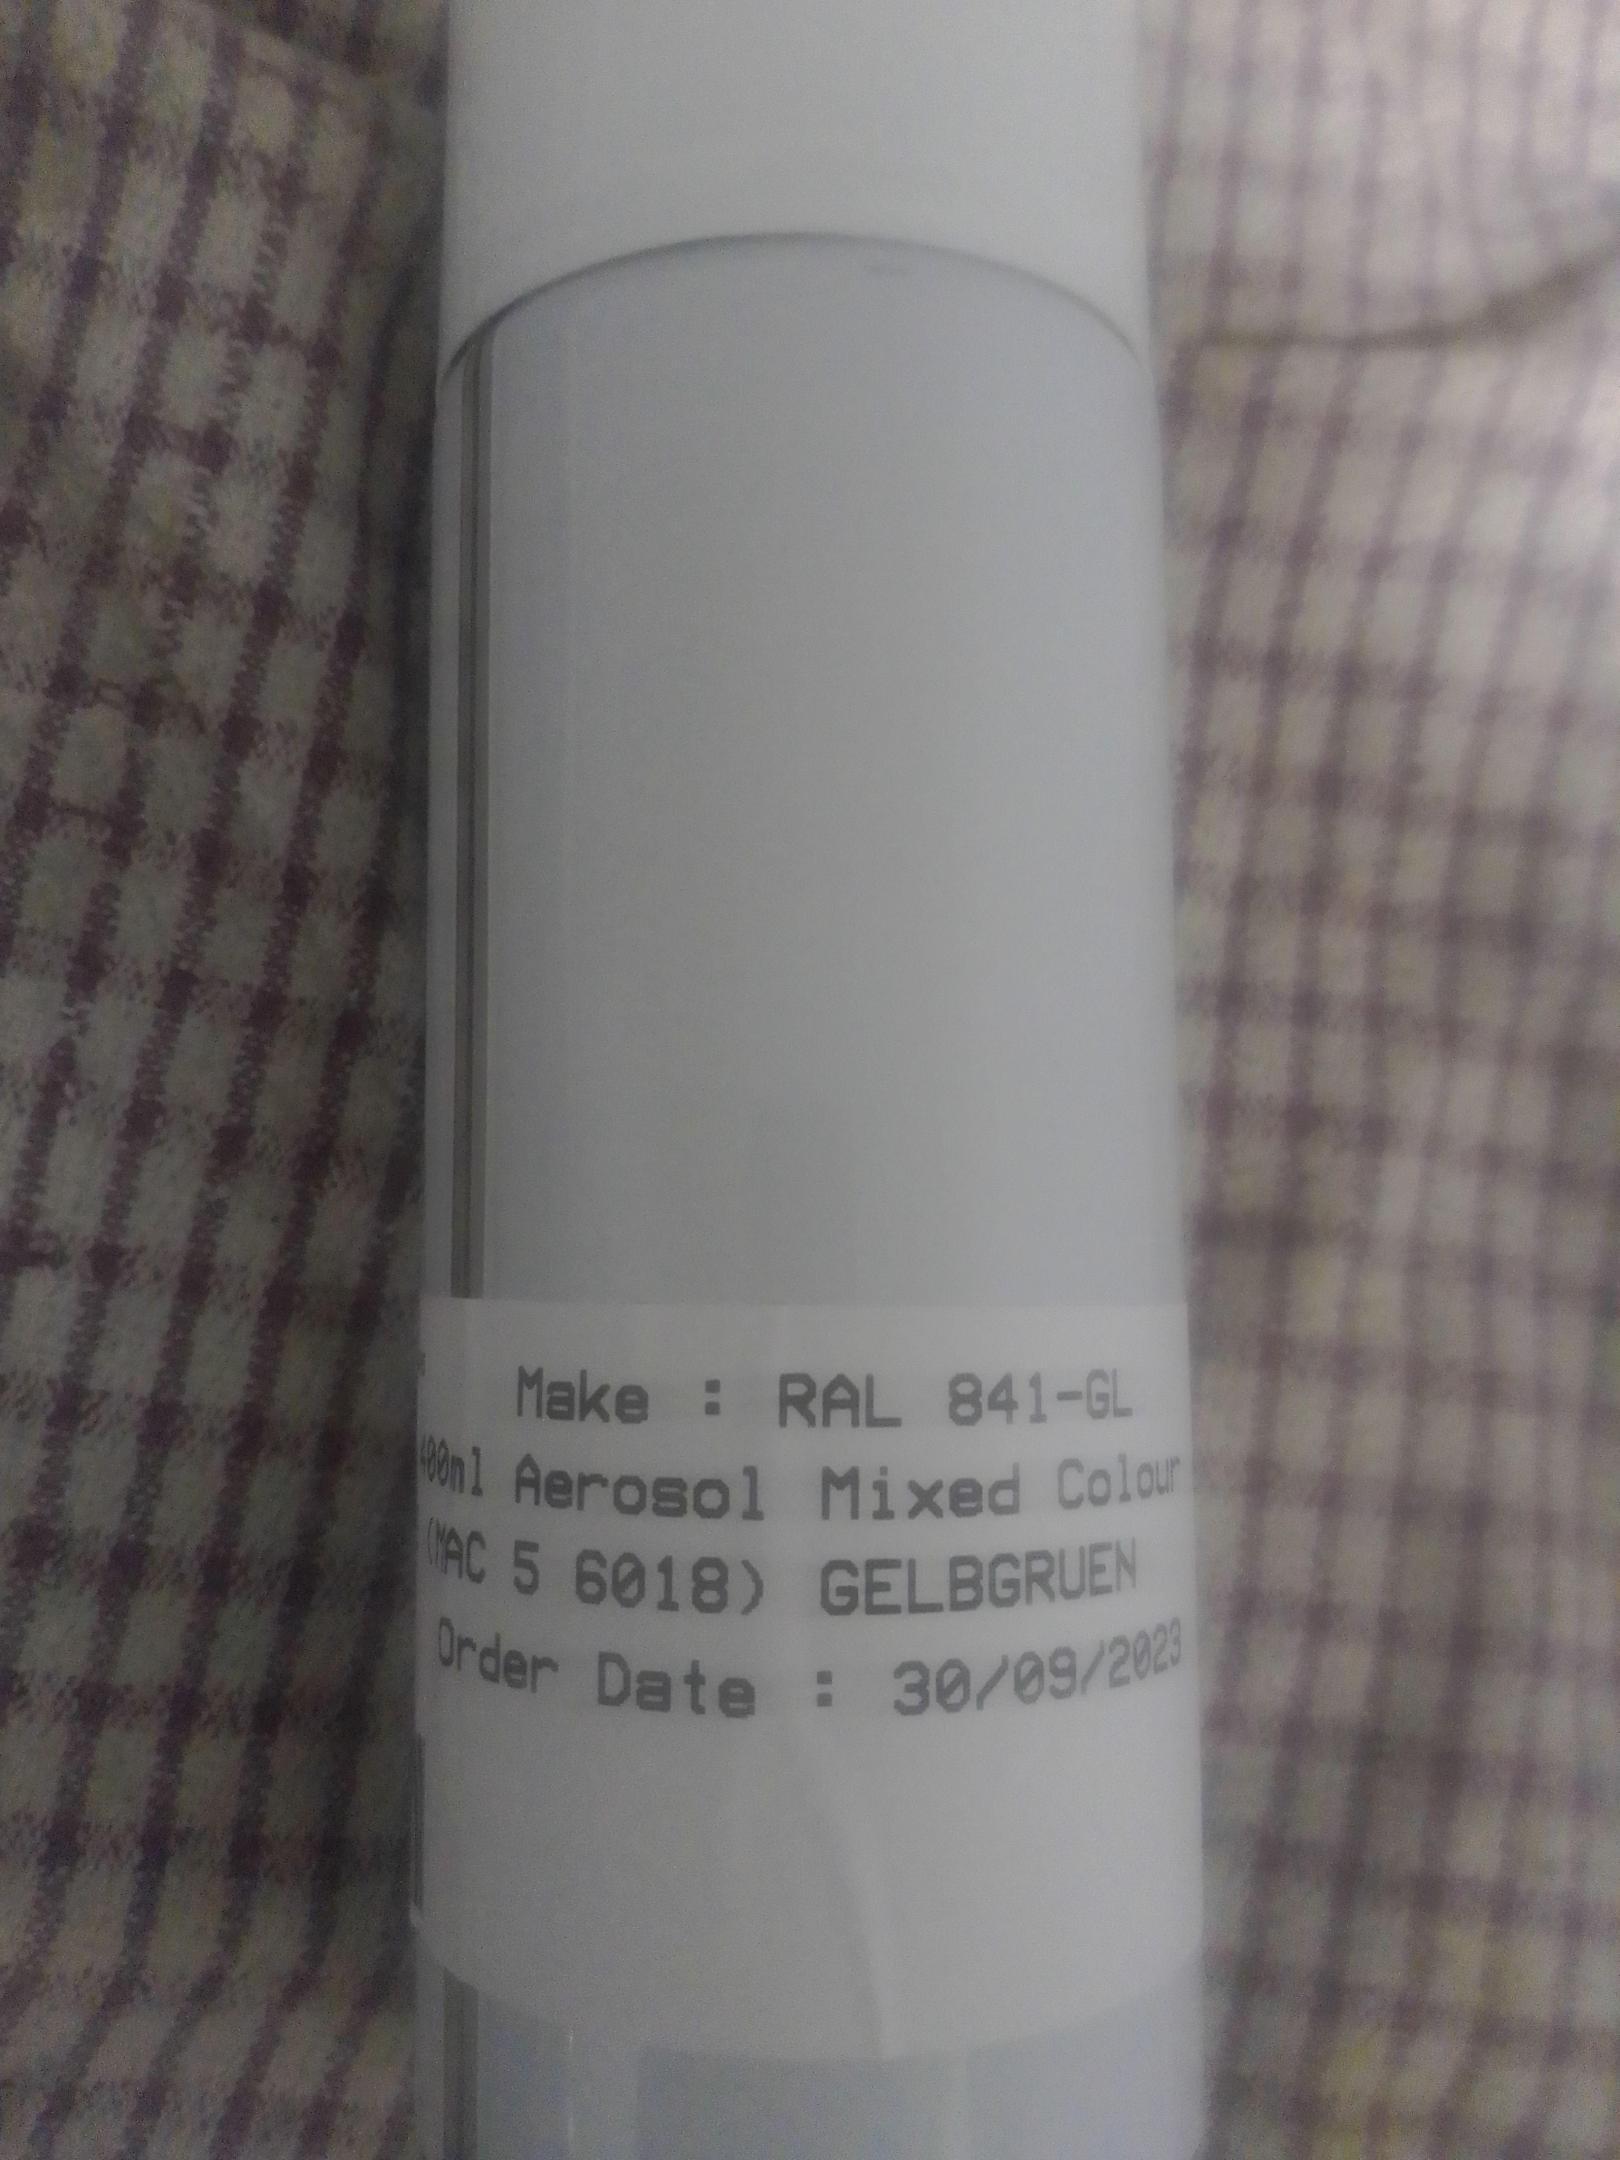 Make : RAL 841-GL
400ml Aerosol Mixed Colour
(MAC 5 6018) GELBGRUEN
Order Date : 30/09/2023